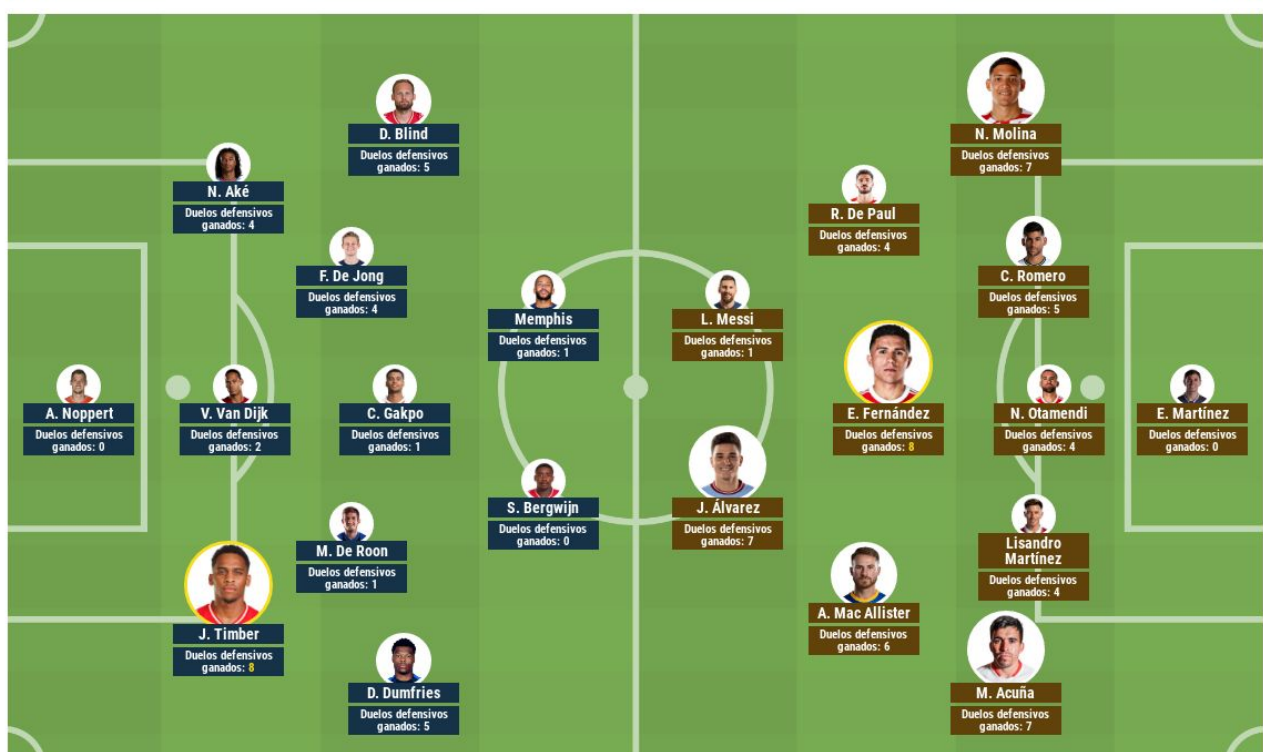 D. Blind
Duelos defensivos
ganados: 5
N. Aké
Duelos defensivos
ganados: 4
F. De Jong
Duelos defensivos
ganados: 4
A. Noppert
Duelos defensivos
ganados: 0
V. Van Dijk
Duelos defensivos
ganados: 2
C. Gakpo
Duelos defensivos
ganados: 1
M. De Roon
Duelos defensivos
ganados: 1
J. Timber
Duelos defensivos
ganados: 8
D. Dumfries
Duelos defensivos
ganados: 5
Memphis
Duelos defensivos
ganados: 1
S. Bergwijn
Duelos defensivos
ganados: 0
L. Messi
Duelos defensivos
ganados: 1
J. Álvarez
Duelos defensivos
ganados: 7
N. Molina
Duelos defensivos
ganados: 7
R. De Paul
Duelos defensivos
ganados: 4
C. Romero
Duelos defensivos
ganados: 5
E. Fernández
Duelos defensivos
ganados: 8
N. Otamendi
Duelos defensivos
ganados: 4
E. Martínez
Duelos defensivos
ganados: 0
Lisandro
Martínez
Duelos defensivos
ganados: 4
A. Mac Allister
Duelos defensivos
ganados: 6
M. Acuña
Duelos defensivos
ganados: 7